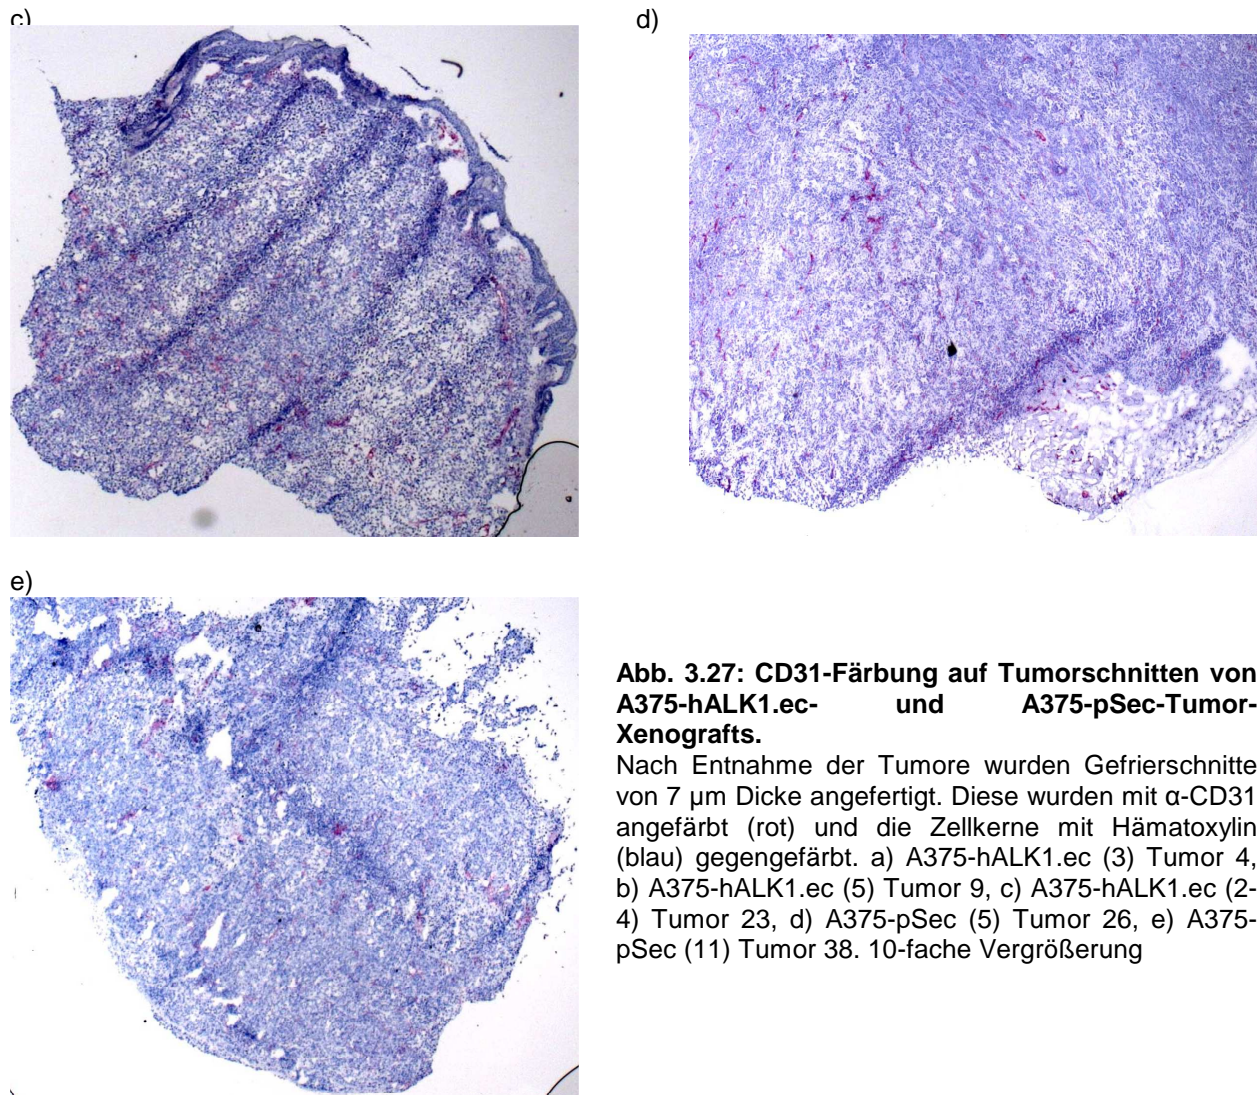 c)
d)
e)
Abb. 3.27: CD31-Färbung auf Tumorschnitten von
A375-hALK1.ec- und A375-pSec-Tumor-
Xenografts.
Nach Entnahme der Tumore wurden Gefrierschnitte
von 7 µm Dicke angefertigt. Diese wurden mit α-CD31
angefärbt (rot) und die Zellkerne mit Hämatoxylin
(blau) gegengefärbt. a) A375-hALK1.ec (3) Tumor 4,
b) A375-hALK1.ec (5) Tumor 9, c) A375-hALK1.ec (2-
4) Tumor 23, d) A375-pSec (5) Tumor 26, e) A375-
pSec (11) Tumor 38. 10-fache Vergrößerung